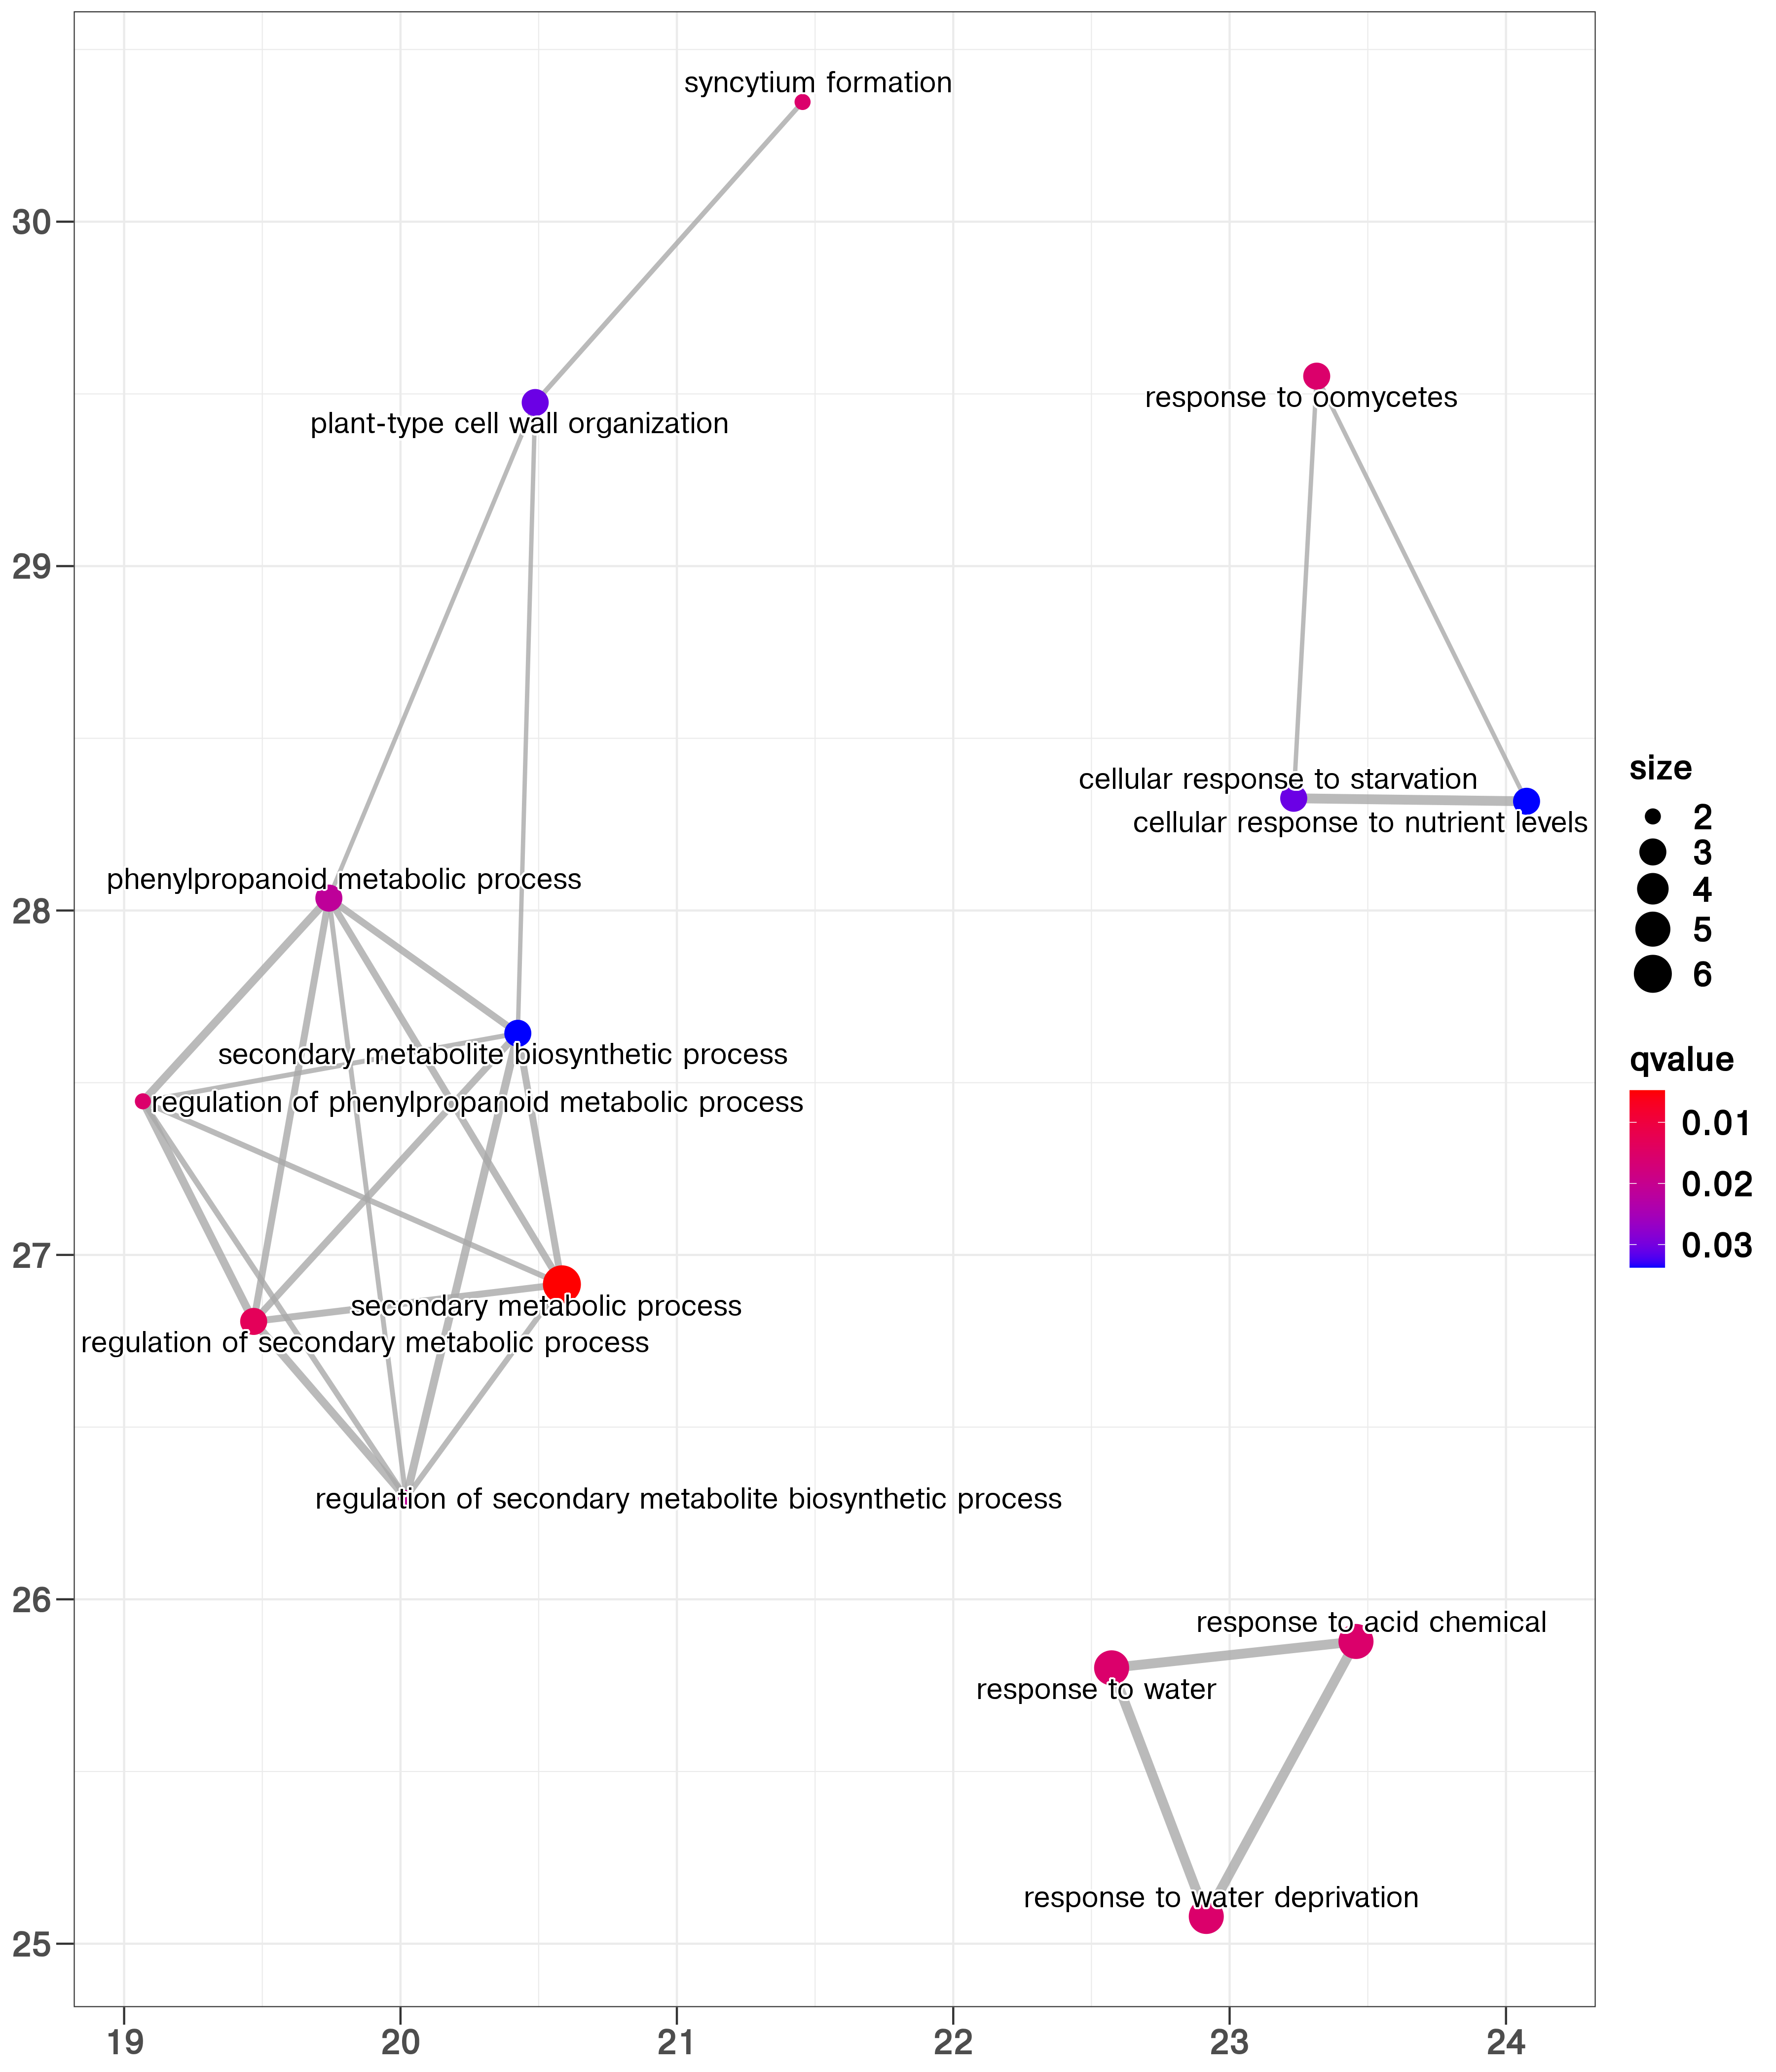 syncytium formation
30
response to oomycetes
plant-type cell wall organization
29
cellular response to starvation
cellular response to nutrient levels
phenylpropanoid metabolic process
28
secondary metabolite biosynthetic process
regulation of phenylpropanoid metabolic process
27
secondary metabolic process
regulation of secondary metabolic process
regulation of secondary metabolite biosynthetic process
26
response to acid chemical
response to water
response to water deprivation
25
19 20 21 22 23 24
size
2
3
4
5
6
qvalue
0.01
0.02
0.03